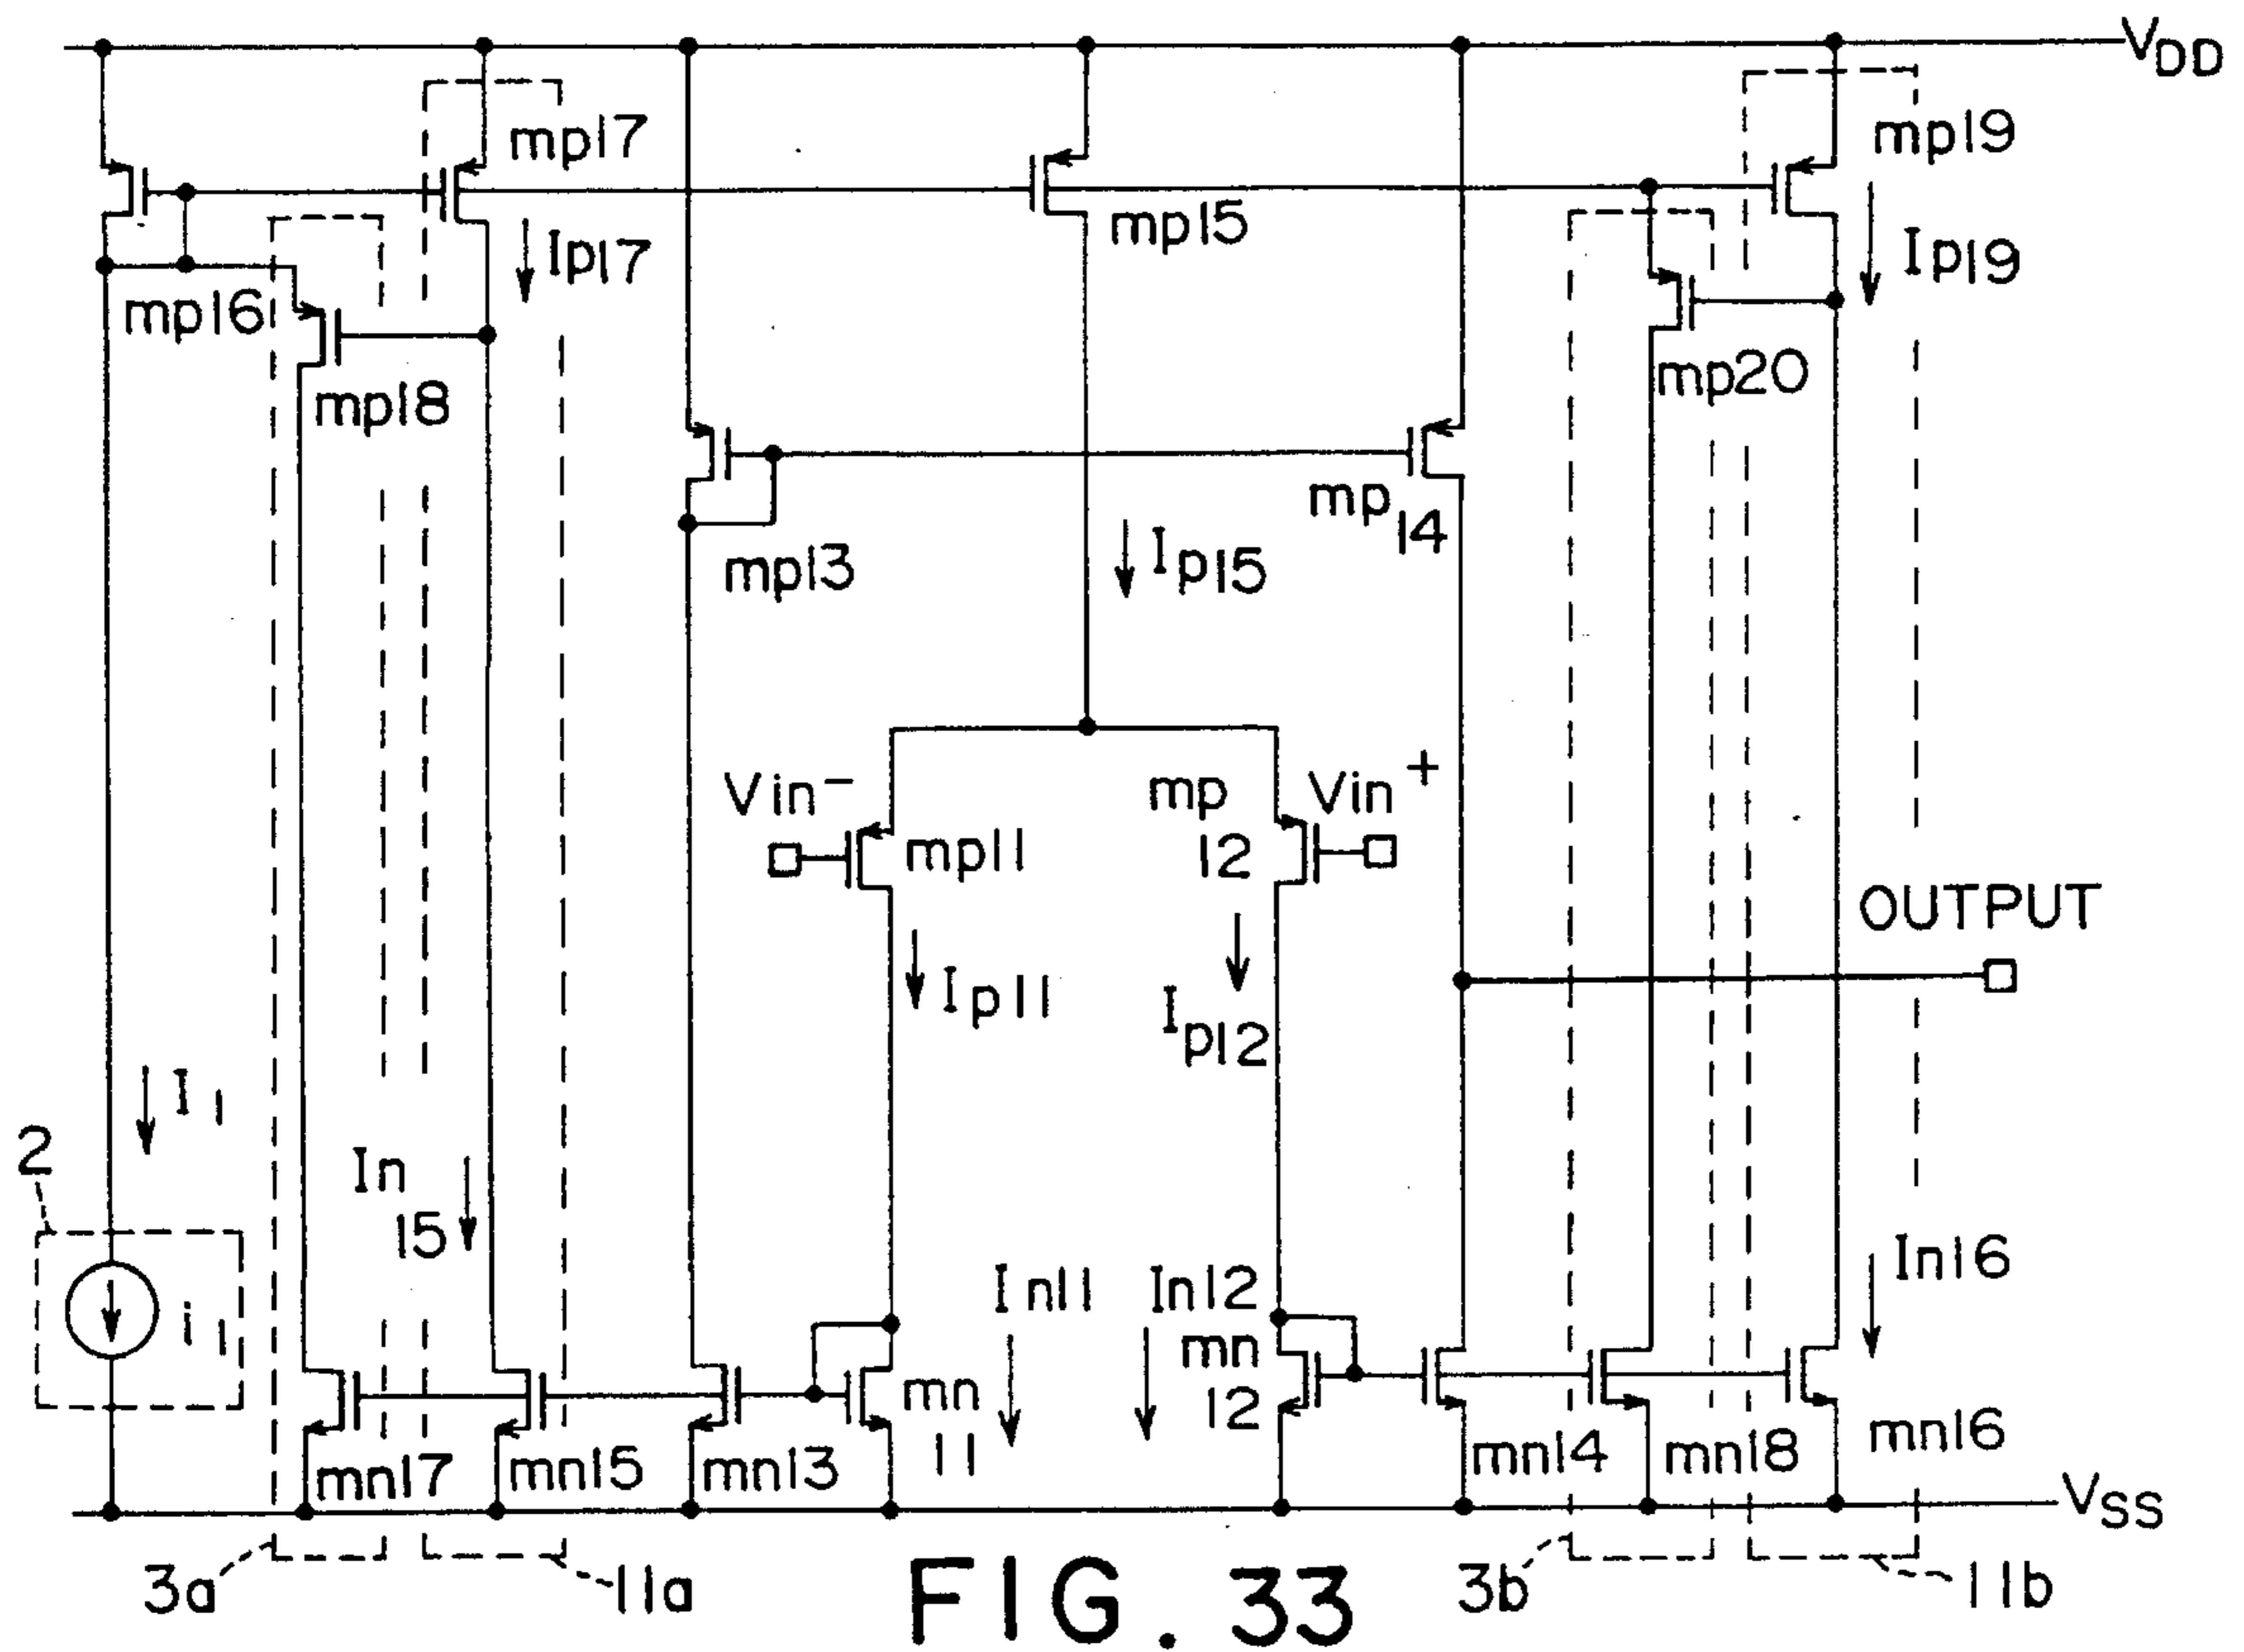 VDD
mp17
mp19
mp15
Ip17
Ip19
mp16
mp18
mp20
mp
14
mp13
Ip15
Vin-
mp
12
Vin+
mp11
OUTPUT
Ip11
Ip12
I1
2
In
15
In11
In12
In16
i1
mn
12
mn
11
mn17
mn15
mn13
mn14
mn18
mn16
VSS
3a
11a
3b
11b
FIG. 33